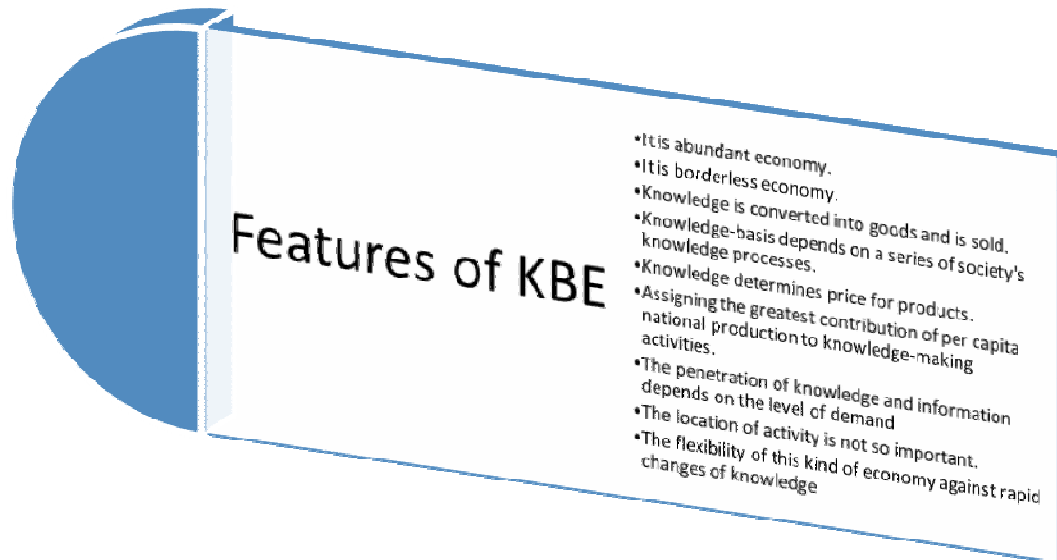 Features of KBE
•It is abundant economy.
•It is borderless economy.
•Knowledge is converted into goods and is sold.
•Knowledge-basis depends on a series of society's
knowledge processes.
•Knowledge determines price for products.
•Assigning the greatest contribution of per capita
national production to knowledge-making
activities.
•The penetration of knowledge and information
depends on the level of demand
•The location of activity is not so important.
•The flexibility of this kind of economy against rapid
changes of knowledge